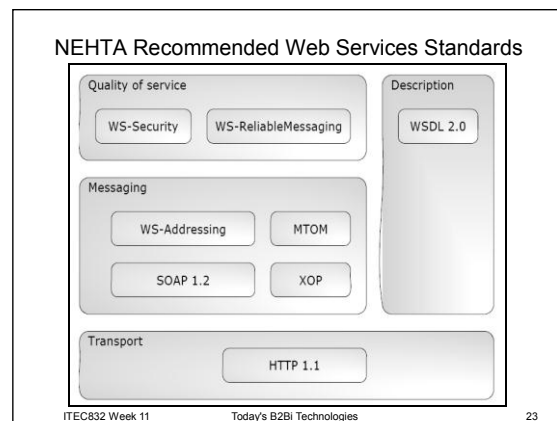 NEHTA Recommended Web Services Standards
Quality of service
WS-Security
WS-ReliableMessaging
Description
WSDL 2.0
Messaging
WS-Addressing
MTOM
SOAP 1.2
XOP
Transport
HTTP 1.1
ITEC832 Week 11 Today's B2Bi Technologies 23